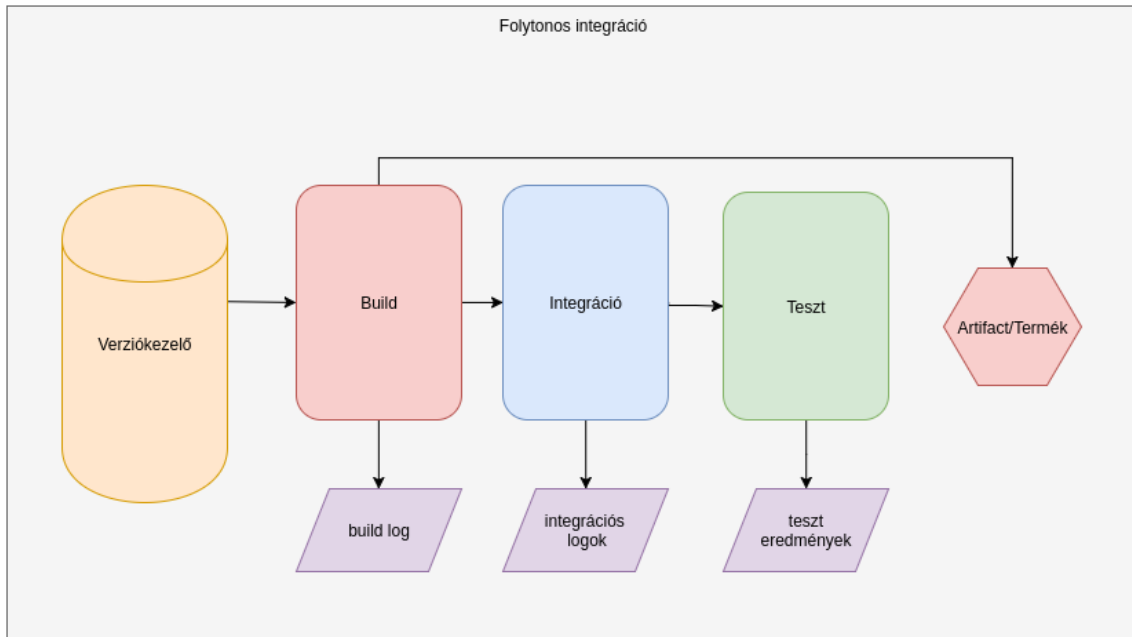 Folytonos integráció
Verziókezelő
Build
Integráció
Teszt
Artifact/Termék
build log
integrációs
logok
teszt
eredmények